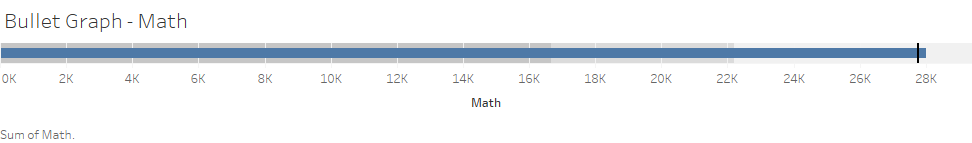 Bullet Graph - Math
0K 2K 4K 6K 8K 10K 12K 14K 16K 18K 20K 22K 24K 26K 28K
Math
Sum of Math.